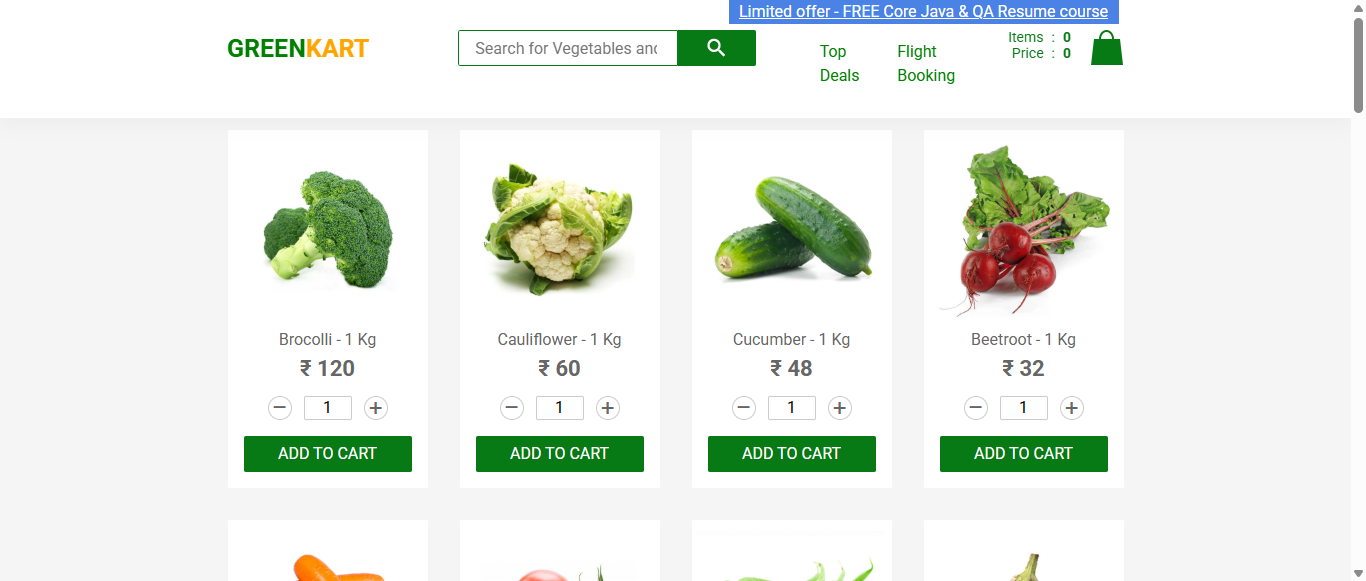 Limited offer - FREE Core Java & QA Resume course
GREENKART
Search for Vegetables and
Top
Deals
Flight
Booking
Items : 0
Price : 0
Brocolli - 1 Kg
₹ 120
− 1 +
ADD TO CART
Cauliflower - 1 Kg
₹ 60
− 1 +
ADD TO CART
Cucumber - 1 Kg
₹ 48
− 1 +
ADD TO CART
Beetroot - 1 Kg
₹ 32
− 1 +
ADD TO CART